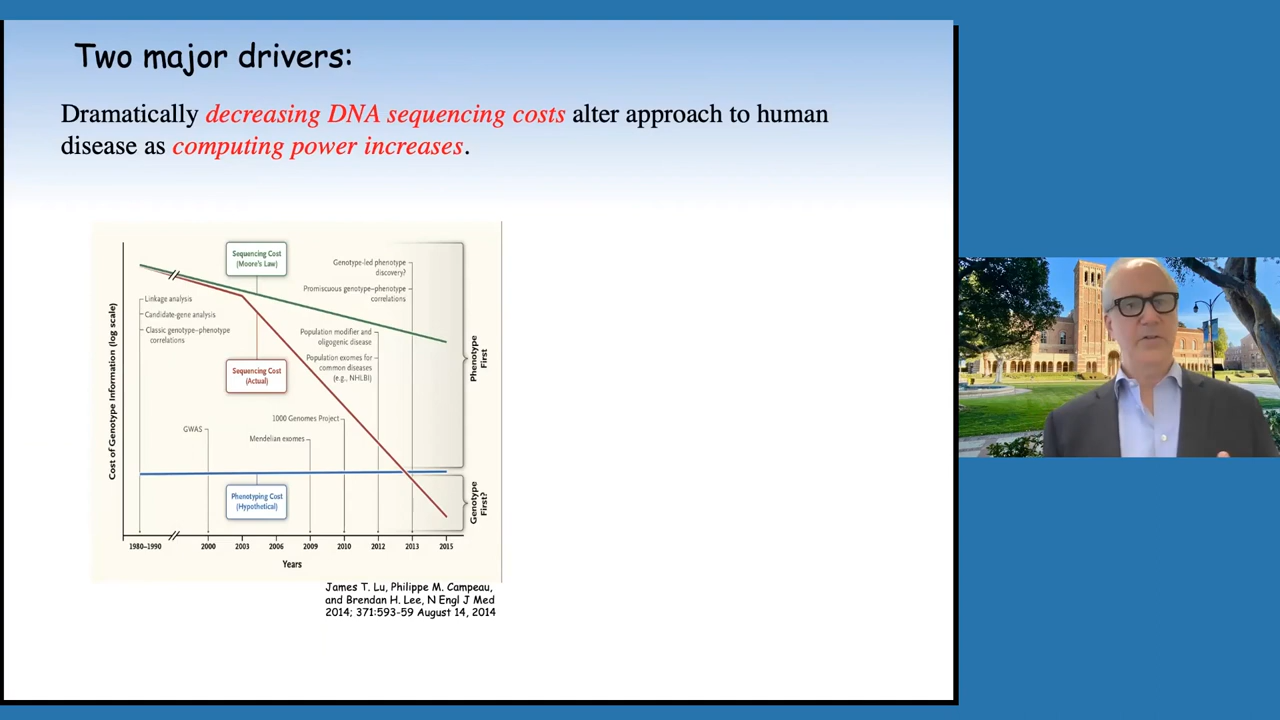 Two major drivers:
Dramatically decreasing DNA sequencing costs alter approach to human
disease as computing power increases.
Sequencing Cost
(Moore's Law)
Genotype-led phenotype
discovery?
Promiscuous genotype–phenotype
correlations
Linkage analysis
Candidate-gene analysis
Classic genotype–phenotype
correlations
Population modifier and
oligogenic disease
Population exomes for
common diseases
(e.g., NHLBI)
Sequencing Cost
(Actual)
1000 Genomes Project
GWAS
Mendelian exomes
Phenotyping Cost
(Hypothetical)
Cost of Genotype Information (log scale)
Phenotype
First
Genotype
First?
1980–1990 2000 2003 2006 2009 2010 2012 2013 2015
Years
James T. Lu, Philippe M. Campeau,
and Brendan H. Lee, N Engl J Med
2014; 371:593-59 August 14, 2014